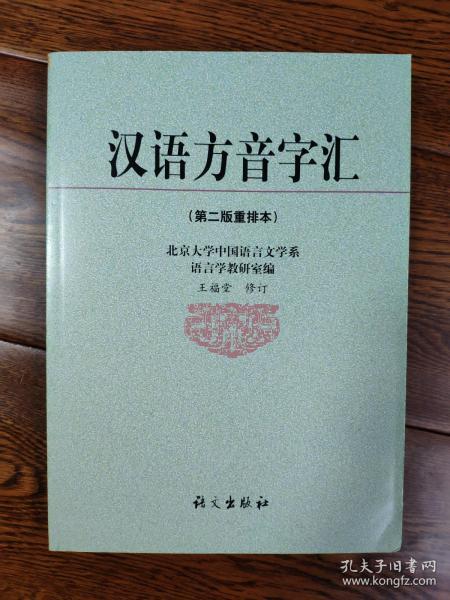 汉语方音字汇
（第二版重排本）
北京大学中国语言文学系
语言学教研室编
王福堂 修订
语文出版社
孔夫子旧书网
www.kongfz.com